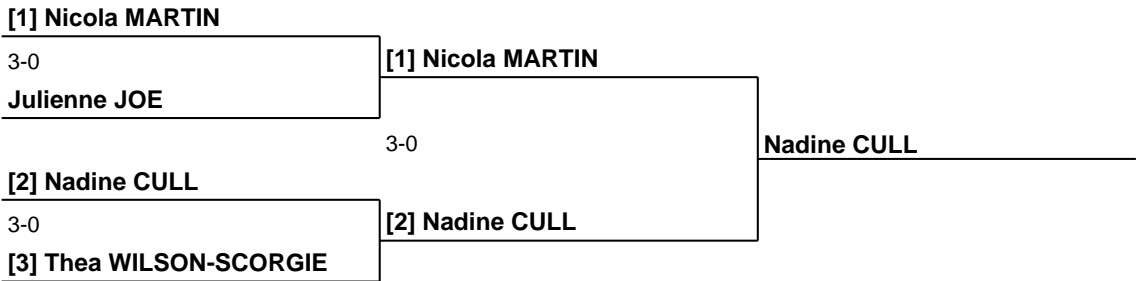 [1] Nicola MARTIN
3-0
Julienne JOE
[2] Nadine CULL
3-0
[3] Thea WILSON-SCORGIE
[1] Nicola MARTIN
3-0
[2] Nadine CULL
Nadine CULL